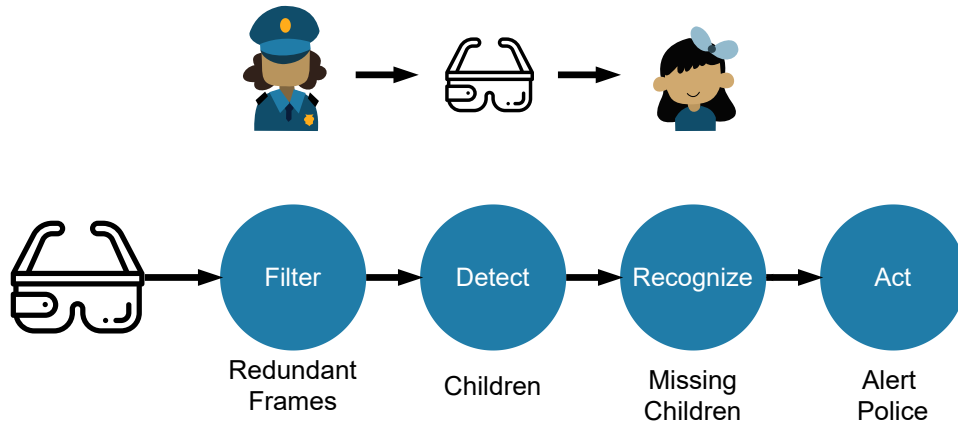 Filter
Detect
Recognize
Act
Redundant
Frames
Children
Missing
Children
Alert
Police